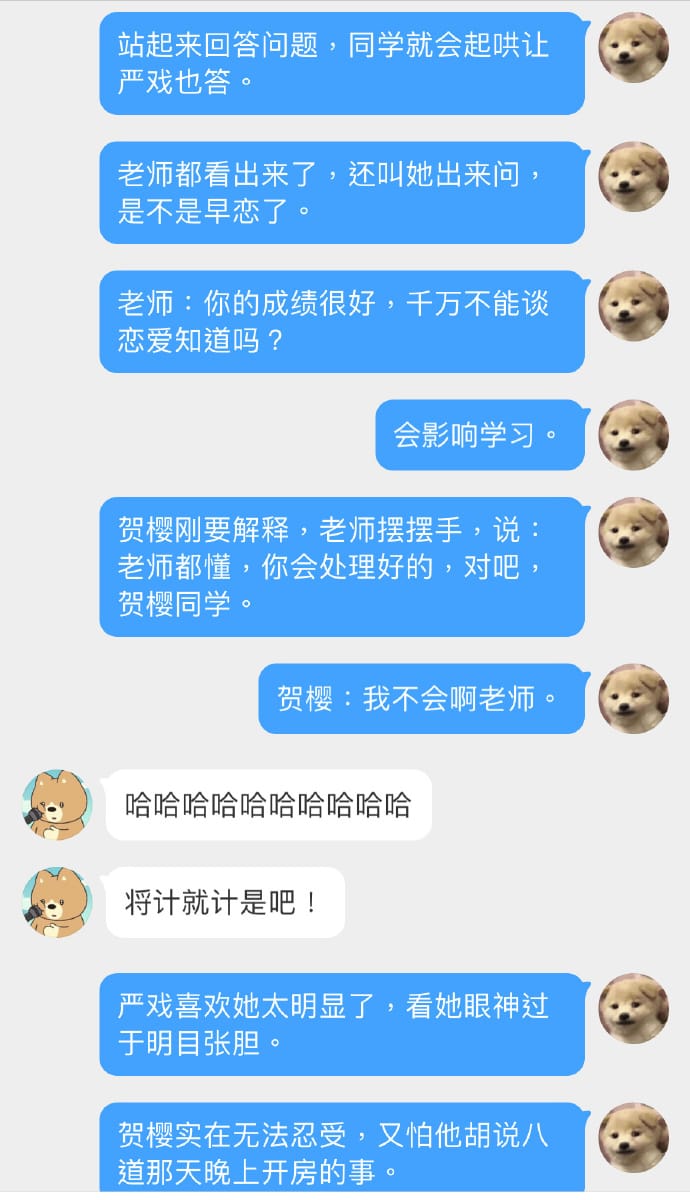 站起来回答问题，同学就会起哄让
严戏也答。
老师都看出来了，还叫她出来问，
是不是早恋了。
老师：你的成绩很好，千万不能谈
恋爱知道吗？
会影响学习。
贺樱刚要解释，老师摆摆手，说：
老师都懂，你会处理好的，对吧，
贺樱同学。
贺樱：我不会啊老师。
哈哈哈哈哈哈哈哈哈哈
将计就计是吧！
严戏喜欢她太明显了，看她眼神过
于明目张胆。
贺樱实在无法忍受，又怕他胡说八
道那天晚上开房的事。